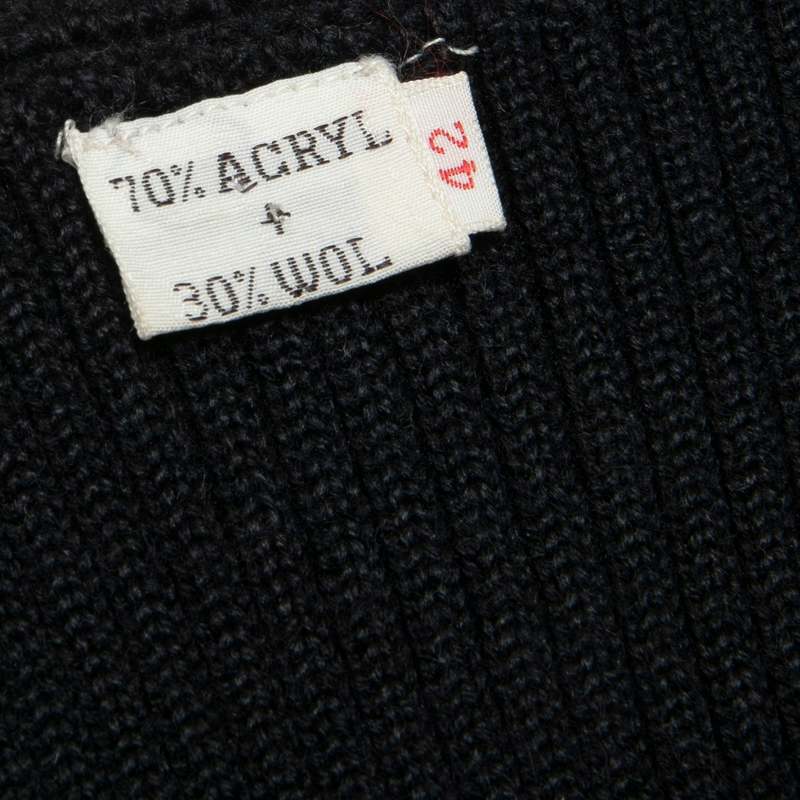 70% ACRYL
+
30% WOL
42